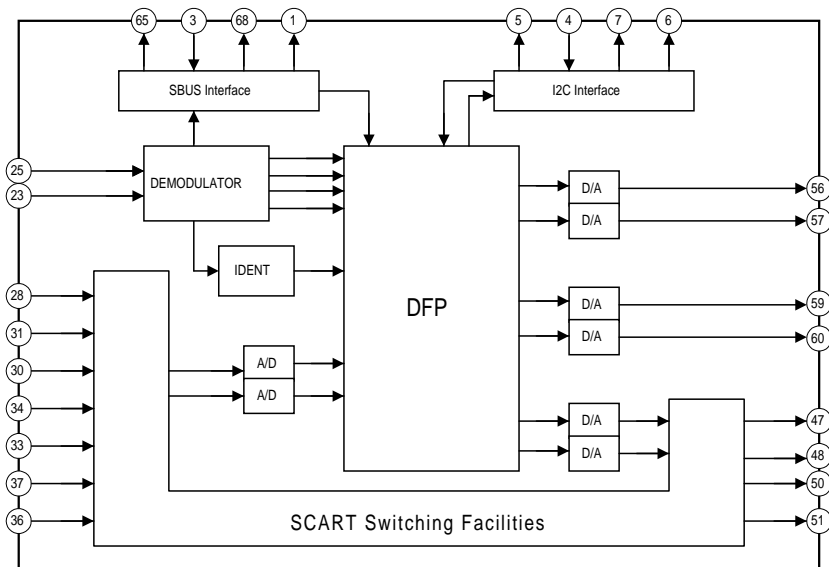 65 3 68 1 5 4 7 6
SBUS Interface
I2C Interface
25
23
DEMODULATOR
IDENT
DFP
D/A
D/A
56
57
28
31
30
34
33
37
36
A/D
A/D
D/A
D/A
59
60
D/A
D/A
47
48
50
51
SCART Switching Facilities